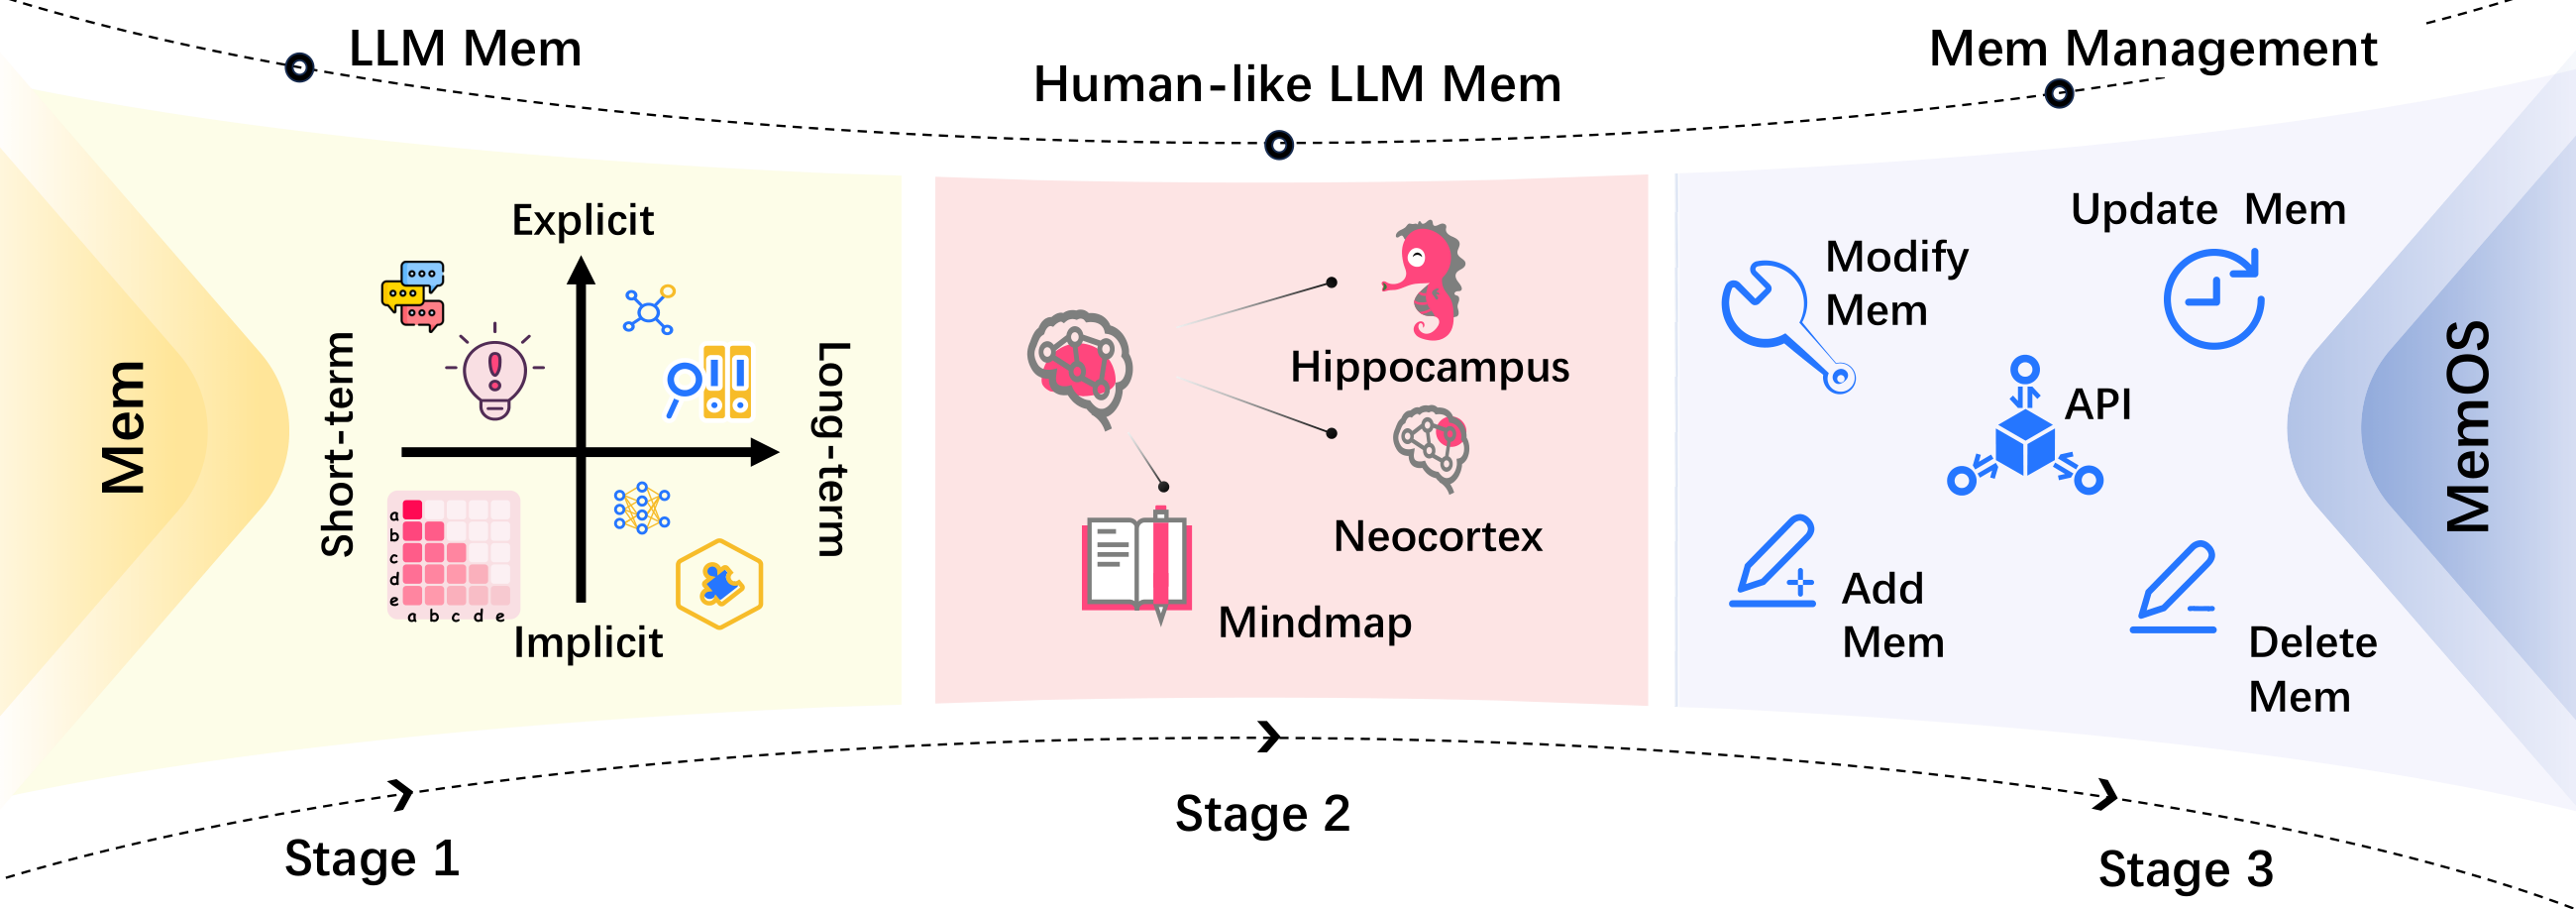 LLM Mem
Human-like LLM Mem
Mem Management
Mem
Explicit
Short-term
Long-term
a
b
c
d
e
a b c d e
Implicit
Hippocampus
Neocortex
Mindmap
Update Mem
Modify
Mem
API
Add
Mem
Delete
Mem
MemOS
Stage 1
Stage 2
Stage 3